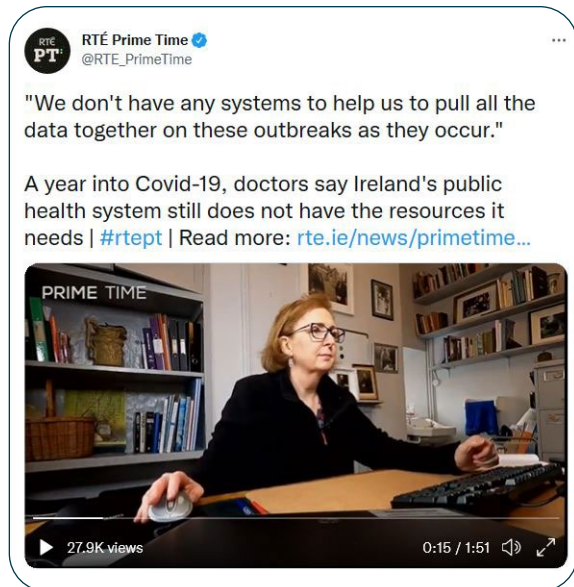 RTÉ
PT
RTÉ Prime Time
@RTE_PrimeTime
"We don't have any systems to help us to pull all the
data together on these outbreaks as they occur."
A year into Covid-19, doctors say Ireland's public
health system still does not have the resources it
needs | #rtept | Read more: rte.ie/news/primetime...
PRIME TIME
27.9K views
0:15 / 1:51